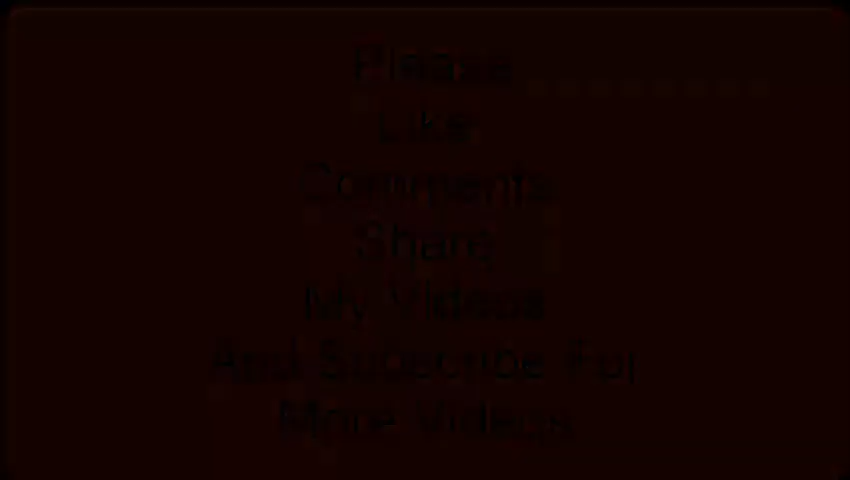 Please
Like
Comments
Share
My Videos
And Subscribe For
More Videos